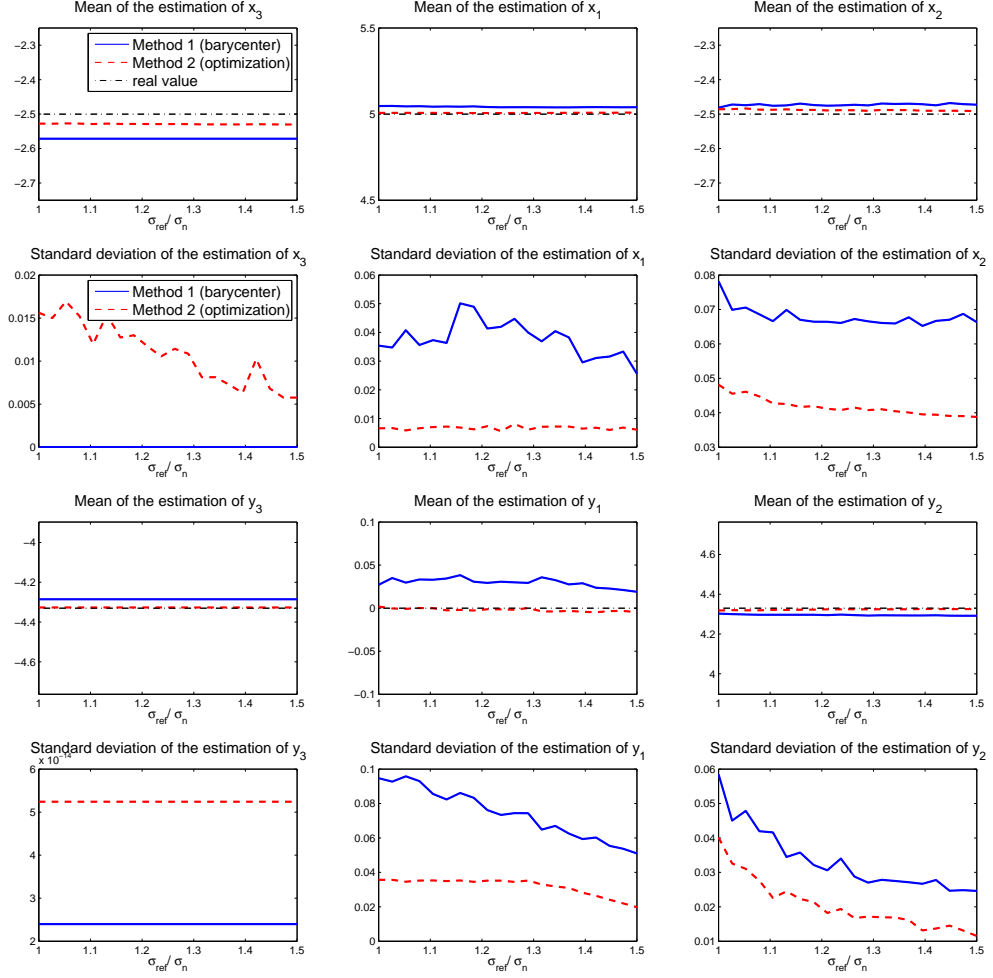 Mean of the estimation of x3
−2.3
−2.4
−2.5
−2.6
−2.7
Method 1 (barycenter)
Method 2 (optimization)
real value
1 1.1 1.2 1.3 1.4 1.5
σref/ σn
Mean of the estimation of x1
5.5
5
4.5
1 1.1 1.2 1.3 1.4 1.5
σref/ σn
Mean of the estimation of x2
−2.3
−2.4
−2.5
−2.6
−2.7
1 1.1 1.2 1.3 1.4 1.5
σref/ σn
Standard deviation of the estimation of x3
0.02
0.015
0.01
0.005
0
Method 1 (barycenter)
Method 2 (optimization)
1 1.1 1.2 1.3 1.4 1.5
σref/ σn
Standard deviation of the estimation of x1
0.06
0.05
0.04
0.03
0.02
0.01
0
1 1.1 1.2 1.3 1.4 1.5
σref/ σn
Standard deviation of the estimation of x2
0.08
0.07
0.06
0.05
0.04
0.03
1 1.1 1.2 1.3 1.4 1.5
σref/ σn
Mean of the estimation of y3
−4
−4.2
−4.4
−4.6
1 1.1 1.2 1.3 1.4 1.5
σref/ σn
Mean of the estimation of y1
0.1
0.05
0
−0.05
−0.1
1 1.1 1.2 1.3 1.4 1.5
σref/ σn
Mean of the estimation of y2
4.6
4.4
4.2
4
1 1.1 1.2 1.3 1.4 1.5
σref/ σn
Standard deviation of the estimation of y3
x 10−14
6
5
4
3
2
1 1.1 1.2 1.3 1.4 1.5
σref/ σn
Standard deviation of the estimation of y1
0.1
0.08
0.06
0.04
0.02
0
1 1.1 1.2 1.3 1.4 1.5
σref/ σn
Standard deviation of the estimation of y2
0.06
0.05
0.04
0.03
0.02
0.01
1 1.1 1.2 1.3 1.4 1.5
σref/ σn